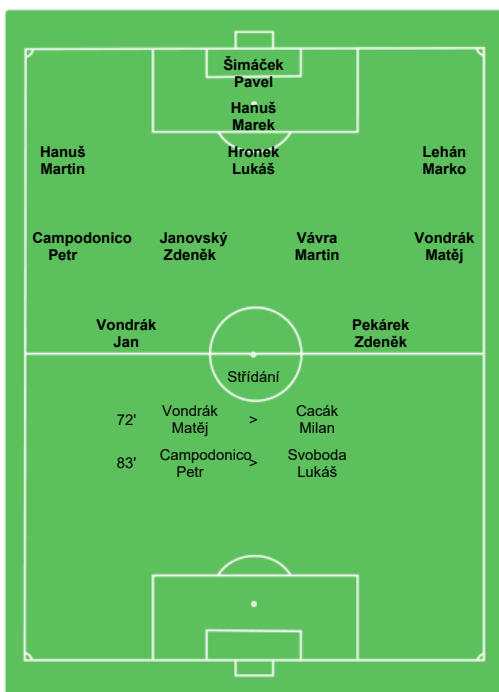 Šimáček
Pavel
Hanuš
Marek
Hanuš Hronek Lehán
Martin Lukáš Marko
Campodonico Janovský Vávra Vondrák
Petr Zdeněk Martin Matěj
Vondrák Pekárek
Jan Zdeněk
Střídání
72' Vondrák Matěj > Cacák Milan
83' Campodonico Petr > Svoboda Lukáš